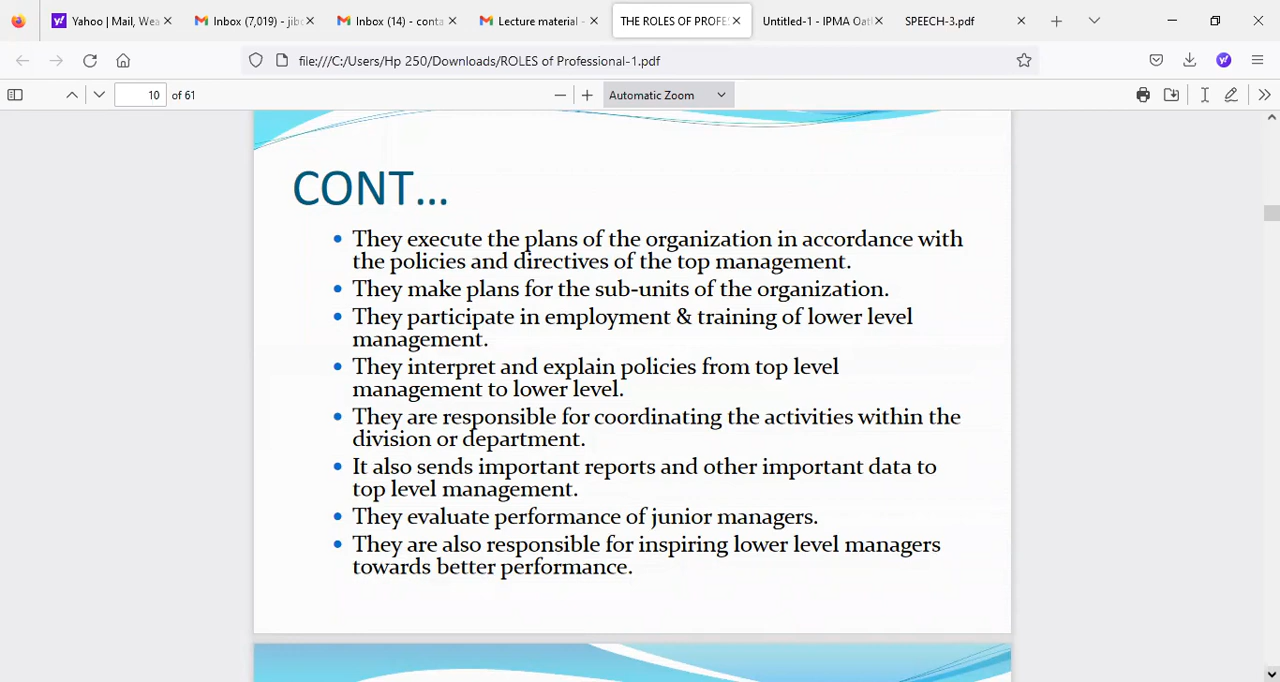 Yahoo | Mail, Wea
Inbox (7,019) - jib
Inbox (14) - conta
Lecture material -
THE ROLES OF PROFES
Untitled-1 - IPMA Oat
SPEECH-3.pdf
file:///C:/Users/Hp 250/Downloads/ROLES of Professional-1.pdf
10 of 61
Automatic Zoom
CONT...
• They execute the plans of the organization in accordance with
the policies and directives of the top management.
• They make plans for the sub-units of the organization.
• They participate in employment & training of lower level
management.
• They interpret and explain policies from top level
management to lower level.
• They are responsible for coordinating the activities within the
division or department.
• It also sends important reports and other important data to
top level management.
• They evaluate performance of junior managers.
• They are also responsible for inspiring lower level managers
towards better performance.